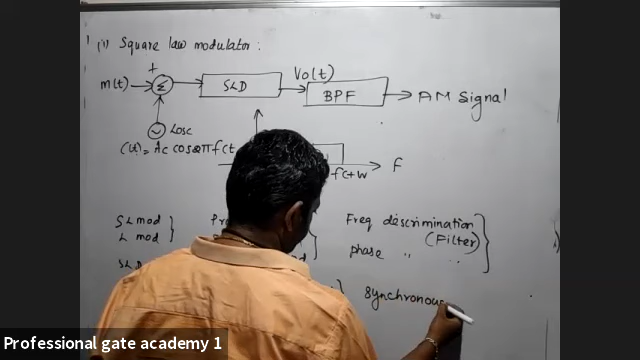 (i) Square law modulator :
+
m(t) Σ SLD Vo(t) BPF AM Signal
Losc
C(t) = Ac cos2πfct
fc+W F
SL mod } Freq discrimination
L mod } (Filter)
phase " "
SLD
Synchronous
Professional gate academy 1